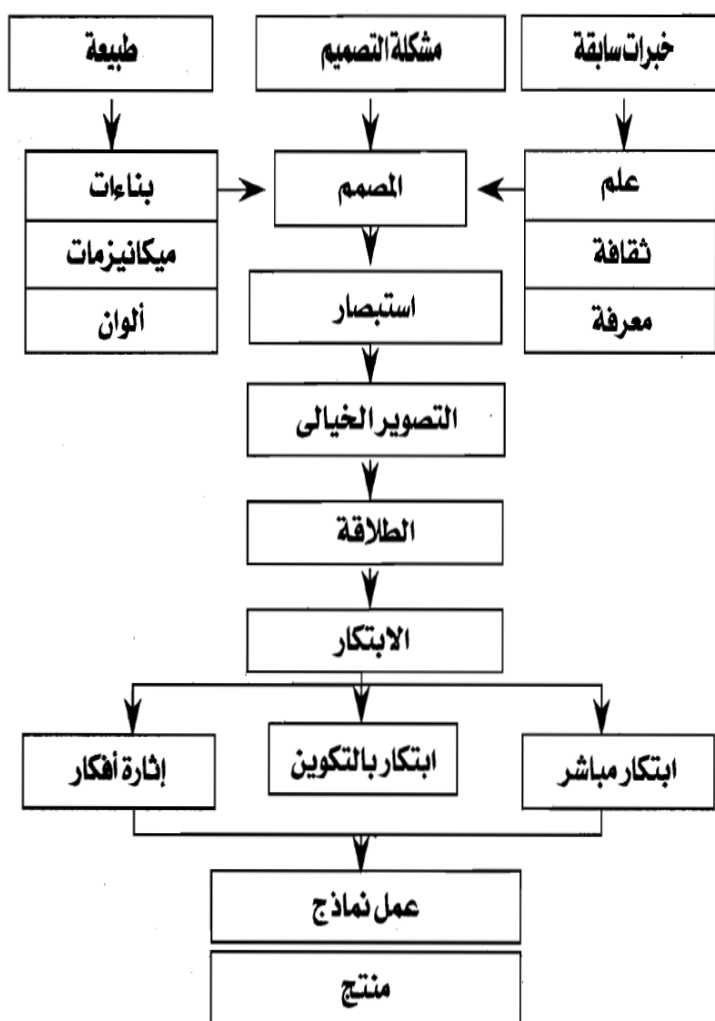 خبرات سابقة
مشكلة التصميم
طبيعة
علم
المصمم
بناءات
ثقافة
ميكانيزمات
معرفة
استبصار
ألوان
التصوير الخيالى
الطلاقة
الابتكار
ابتكار مباشر
ابتكار بالتكوين
إثارة أفكار
عمل نماذج
منتج